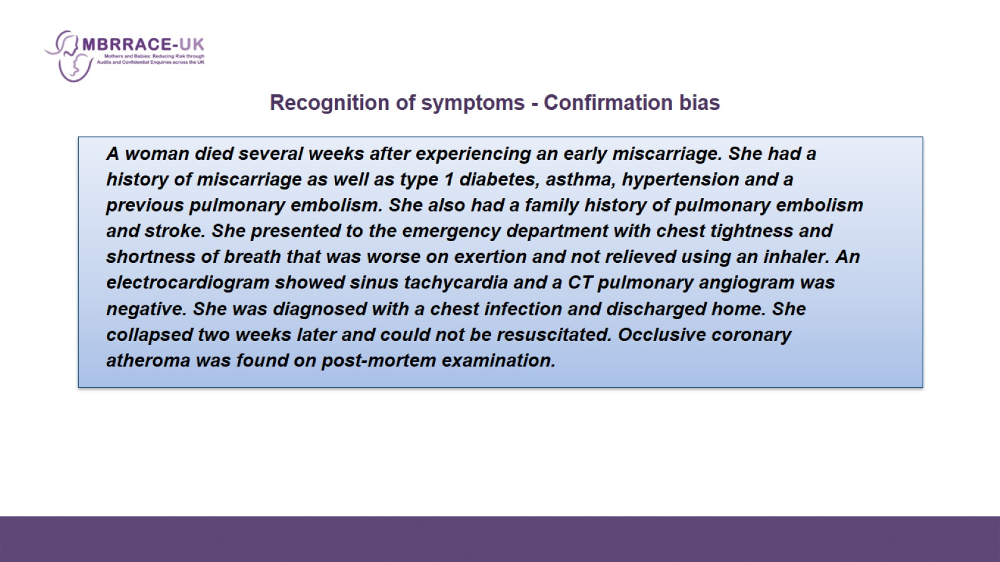 MBRRACE-UK
Mothers and Babies: Reducing Risk through
Audits and Confidential Enquiries across the UK
Recognition of symptoms - Confirmation bias
A woman died several weeks after experiencing an early miscarriage. She had a
history of miscarriage as well as type 1 diabetes, asthma, hypertension and a
previous pulmonary embolism. She also had a family history of pulmonary embolism
and stroke. She presented to the emergency department with chest tightness and
shortness of breath that was worse on exertion and not relieved using an inhaler. An
electrocardiogram showed sinus tachycardia and a CT pulmonary angiogram was
negative. She was diagnosed with a chest infection and discharged home. She
collapsed two weeks later and could not be resuscitated. Occlusive coronary
atheroma was found on post-mortem examination.